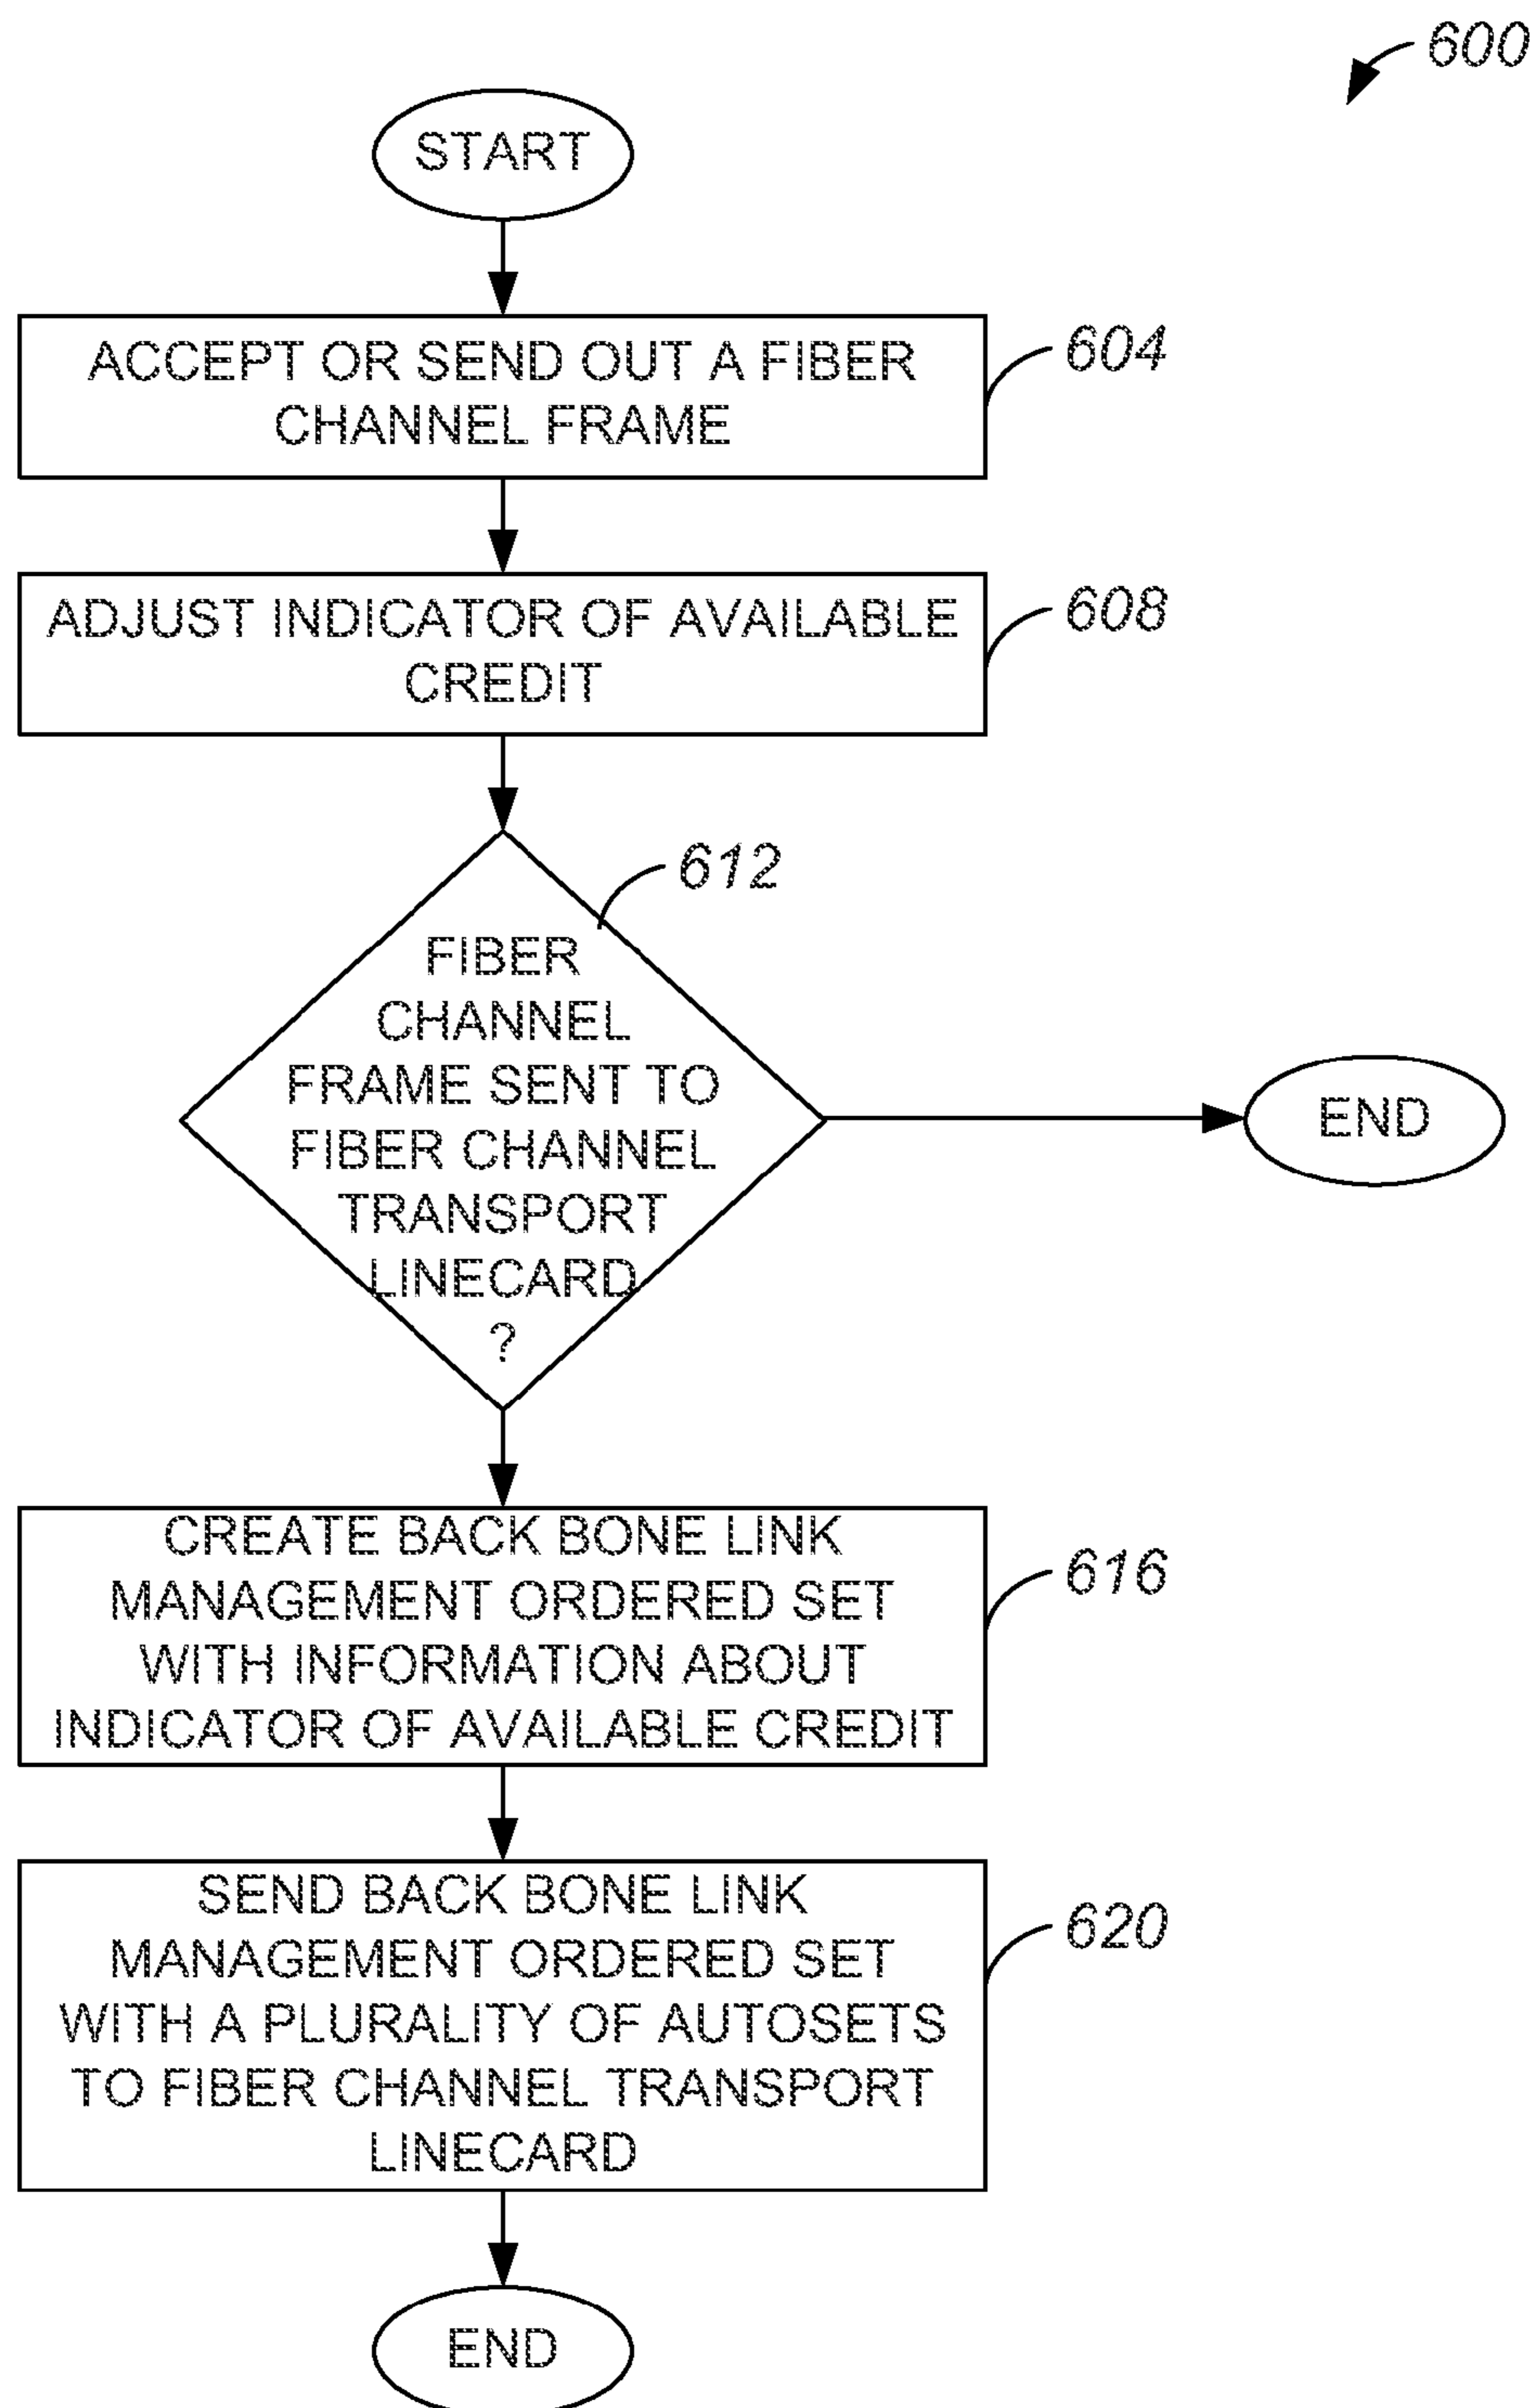 600
START
ACCEPT OR SEND OUT A FIBER
CHANNEL FRAME
604
ADJUST INDICATOR OF AVAILABLE
CREDIT
608
612
FIBER
CHANNEL
FRAME SENT TO
FIBER CHANNEL
TRANSPORT
LINECARD
?
END
CREATE BACK BONE LINK
MANAGEMENT ORDERED SET
WITH INFORMATION ABOUT
INDICATOR OF AVAILABLE CREDIT
616
SEND BACK BONE LINK
MANAGEMENT ORDERED SET
WITH A PLURALITY OF AUTOSETS
TO FIBER CHANNEL TRANSPORT
LINECARD
620
END